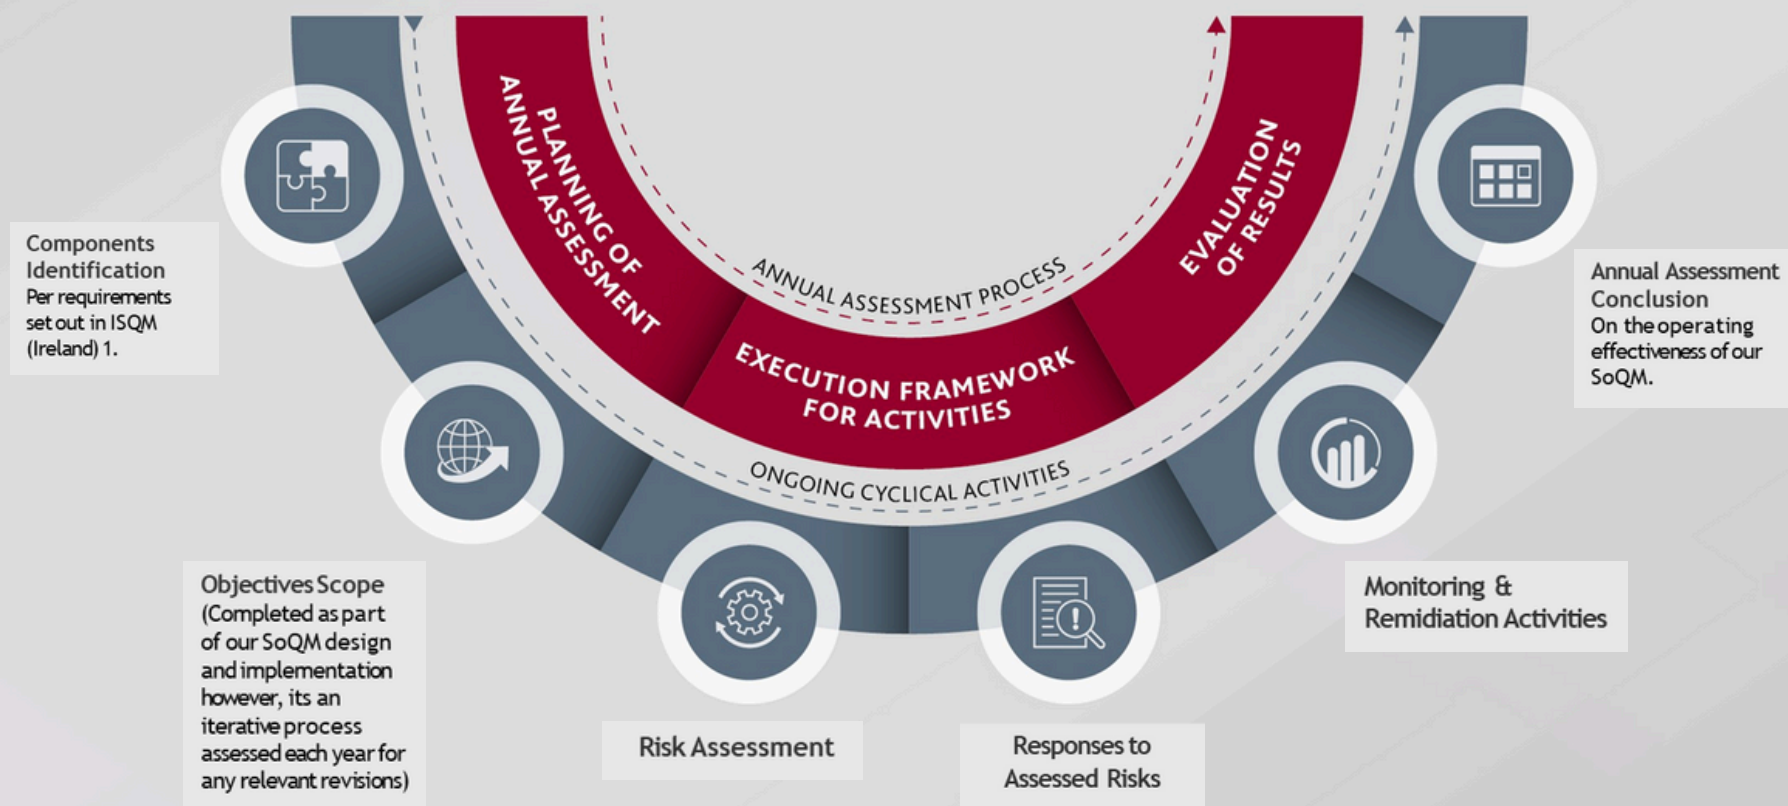 PLANNING OF
ANNUAL ASSESSMENT
EXECUTION FRAMEWORK
FOR ACTIVITIES
EVALUATION
OF RESULTS
ANNUAL ASSESSMENT PROCESS
ONGOING CYCLICAL ACTIVITIES
Components
Identification
Per requirements
set out in ISQM
(Ireland) 1.
Objectives Scope
(Completed as part
of our SoQM design
and implementation
however, its an
iterative process
assessed each year for
any relevant revisions)
Risk Assessment
Responses to
Assessed Risks
Monitoring &
Remidiation Activities
Annual Assessment
Conclusion
On the operating
effectiveness of our
SoQM.